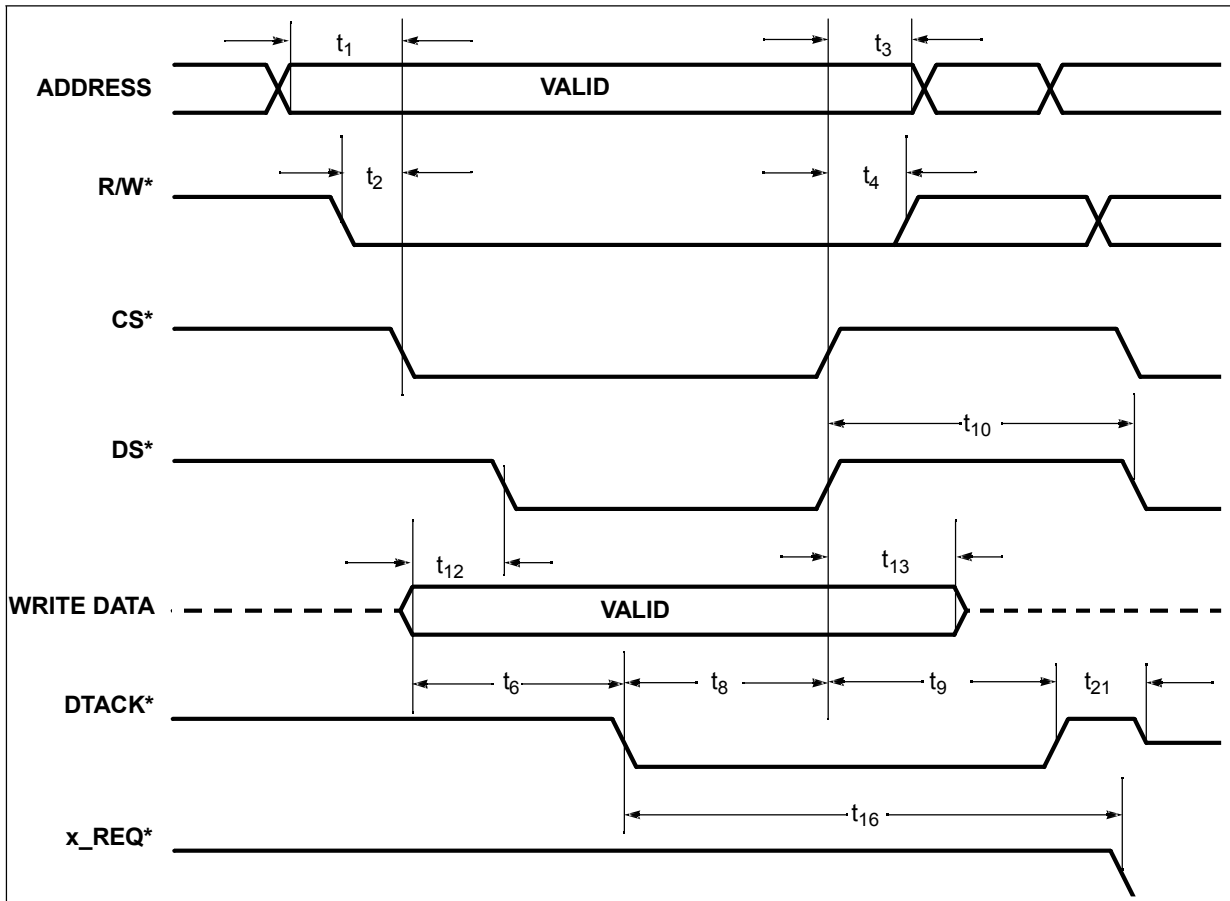 t1 t3
ADDRESS VALID
t2 t4
R/W*
CS*
t10
DS*
t12 t13
WRITE DATA VALID
t6 t8 t9 t21
DTACK*
t16
x_REQ*